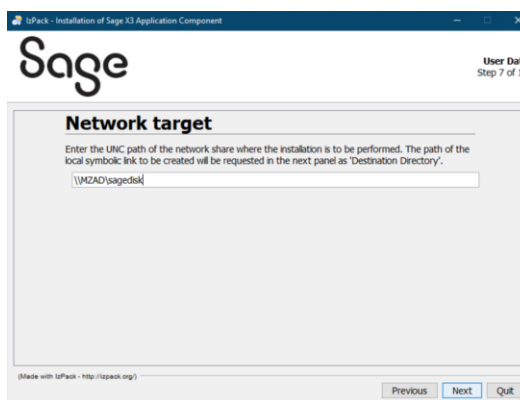 IzPack - Installation of Sage X3 Application Component
Sage
User Dat
Step 7 of 1
Network target
Enter the UNC path of the network share where the installation is to be performed. The path of the
local symbolic link to be created will be requested in the next panel as 'Destination Directory'.
\\MZAD\sagedisk
(Made with IzPack - http://izpack.org/)
Previous Next Quit